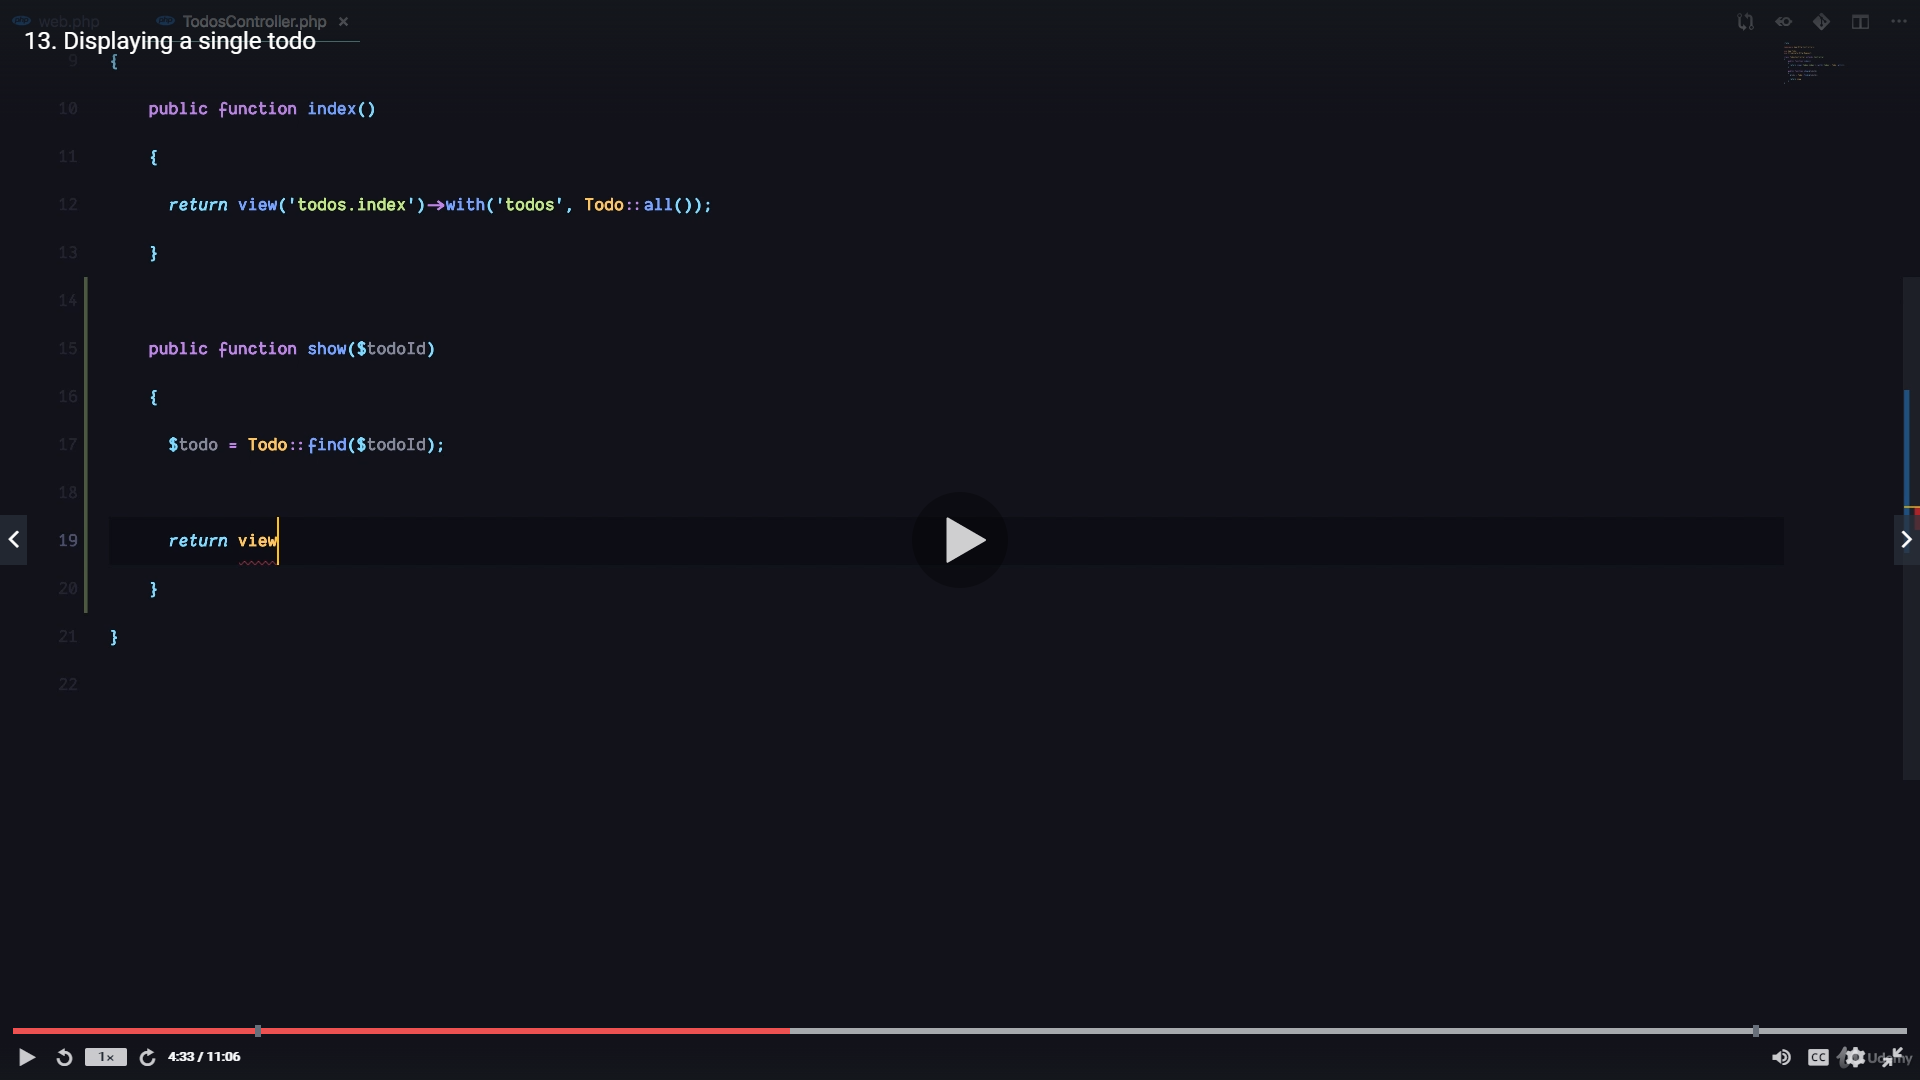 web.php TodosController.php ×
13. Displaying a single todo
9 {
10 public function index()
11 {
12 return view('todos.index')->with('todos', Todo::all());
13 }
14
15 public function show($todoId)
16 {
17 $todo = Todo::find($todoId);
18
19 return view
20 }
21 }
22
1× 4:33 / 11:06 CC Udemy